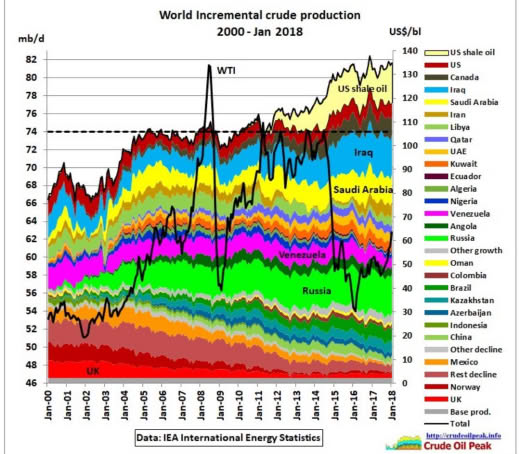 World Incremental crude production
2000 - Jan 2018
mb/d
US$/bl
82
80
78
76
74
72
70
68
66
64
62
60
58
56
54
52
50
48
46
140
130
120
110
100
90
80
70
60
50
40
30
20
10
0
WTI
US shale oil
Iraq
Saudi Arabia
Venezuela
Russia
UK
Jan-00
Jan-01
Jan-02
Jan-03
Jan-04
Jan-05
Jan-06
Jan-07
Jan-08
Jan-09
Jan-10
Jan-11
Jan-12
Jan-13
Jan-14
Jan-15
Jan-16
Jan-17
Jan-18
US shale oil
US
Canada
Iraq
Saudi Arabia
Iran
Libya
Qatar
UAE
Kuwait
Ecuador
Algeria
Nigeria
Venezuela
Angola
Russia
Other growth
Oman
Colombia
Brazil
Kazakhstan
Azerbaijan
Indonesia
China
Other decline
Mexico
Rest decline
Norway
UK
Base prod.
Total
Data: IEA International Energy Statistics
http://crudeoilpeak.info
Crude Oil Peak